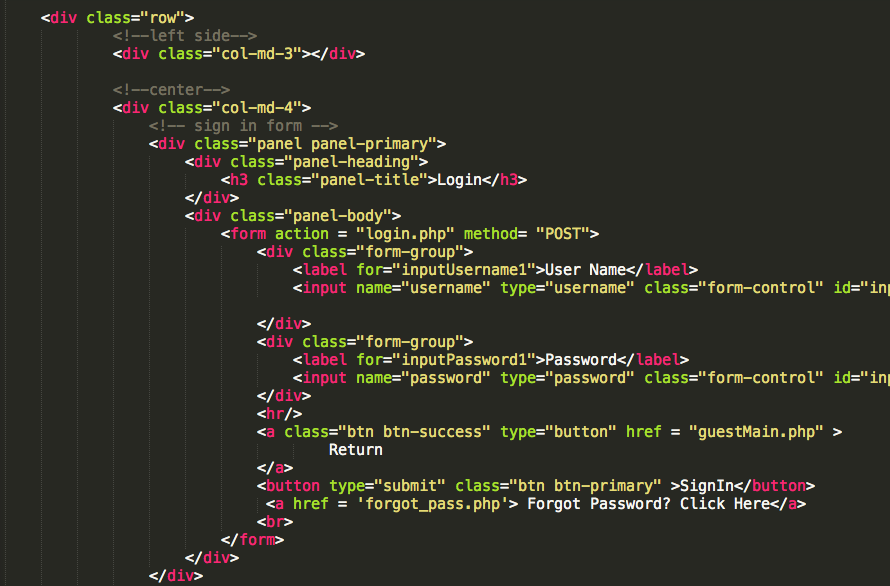 <div class="row">
<!--left side-->
<div class="col-md-3"></div>
<!--center-->
<div class="col-md-4">
<!-- sign in form -->
<div class="panel panel-primary">
<div class="panel-heading">
<h3 class="panel-title">Login</h3>
</div>
<div class="panel-body">
<form action = "login.php" method= "POST">
<div class="form-group">
<label for="inputUsername1">User Name</label>
<input name="username" type="username" class="form-control" id="inp
</div>
<div class="form-group">
<label for="inputPassword1">Password</label>
<input name="password" type="password" class="form-control" id="inp
</div>
<hr/>
<a class="btn btn-success" type="button" href = "guestMain.php" >
Return
</a>
<button type="submit" class="btn btn-primary" >SignIn</button>
<a href = 'forgot_pass.php'> Forgot Password? Click Here</a>
<br>
</form>
</div>
</div>